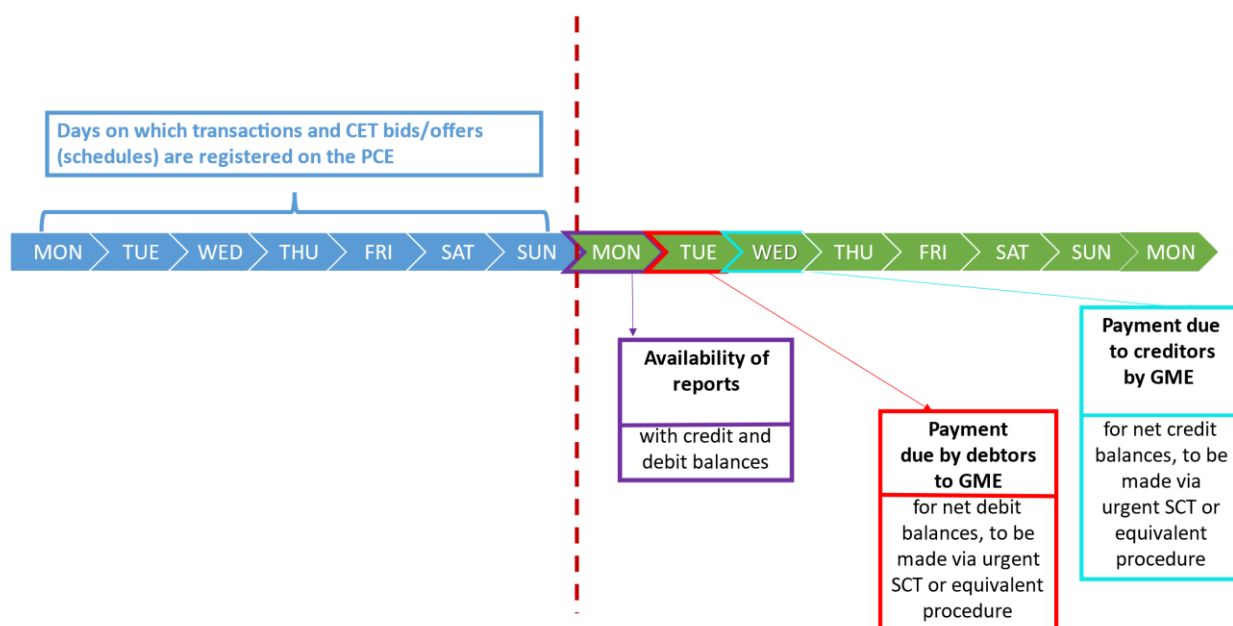 Days on which transactions and CET bids/offers
(schedules) are registered on the PCE
MON TUE WED THU FRI SAT SUN MON TUE WED THU FRI SAT SUN MON
Availability of
reports
with credit and
debit balances
Payment
due by debtors
to GME
for net debit
balances, to be
made via urgent
SCT or equivalent
procedure
Payment due
to creditors
by GME
for net credit
balances, to be
made via
urgent SCT or
equivalent
procedure